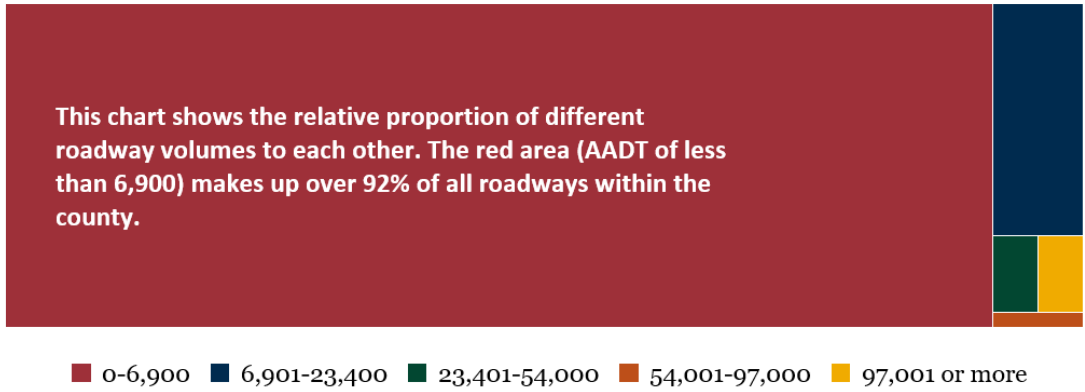 This chart shows the relative proportion of different
roadway volumes to each other. The red area (AADT of less
than 6,900) makes up over 92% of all roadways within the
county.
0-6,900 6,901-23,400 23,401-54,000 54,001-97,000 97,001 or more